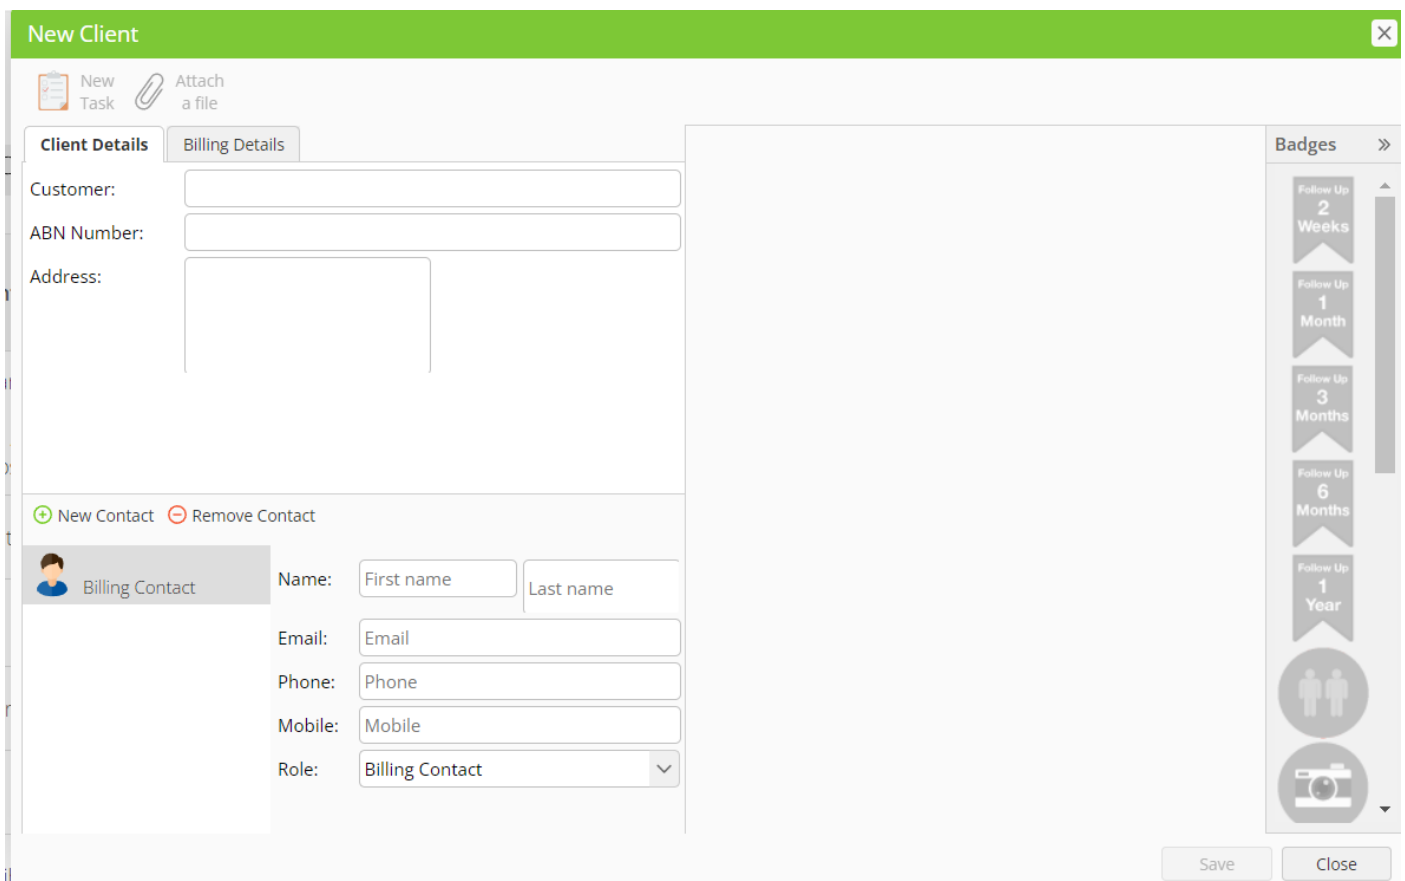 New Client
New Attach
Task a file
Client Details Billing Details
Customer:
ABN Number:
Address:
New Contact Remove Contact
Billing Contact
Name: First name Last name
Email: Email
Phone: Phone
Mobile: Mobile
Role: Billing Contact
Badges
Follow Up
2
Weeks
Follow Up
1
Month
Follow Up
3
Months
Follow Up
6
Months
Follow Up
1
Year
Save Close